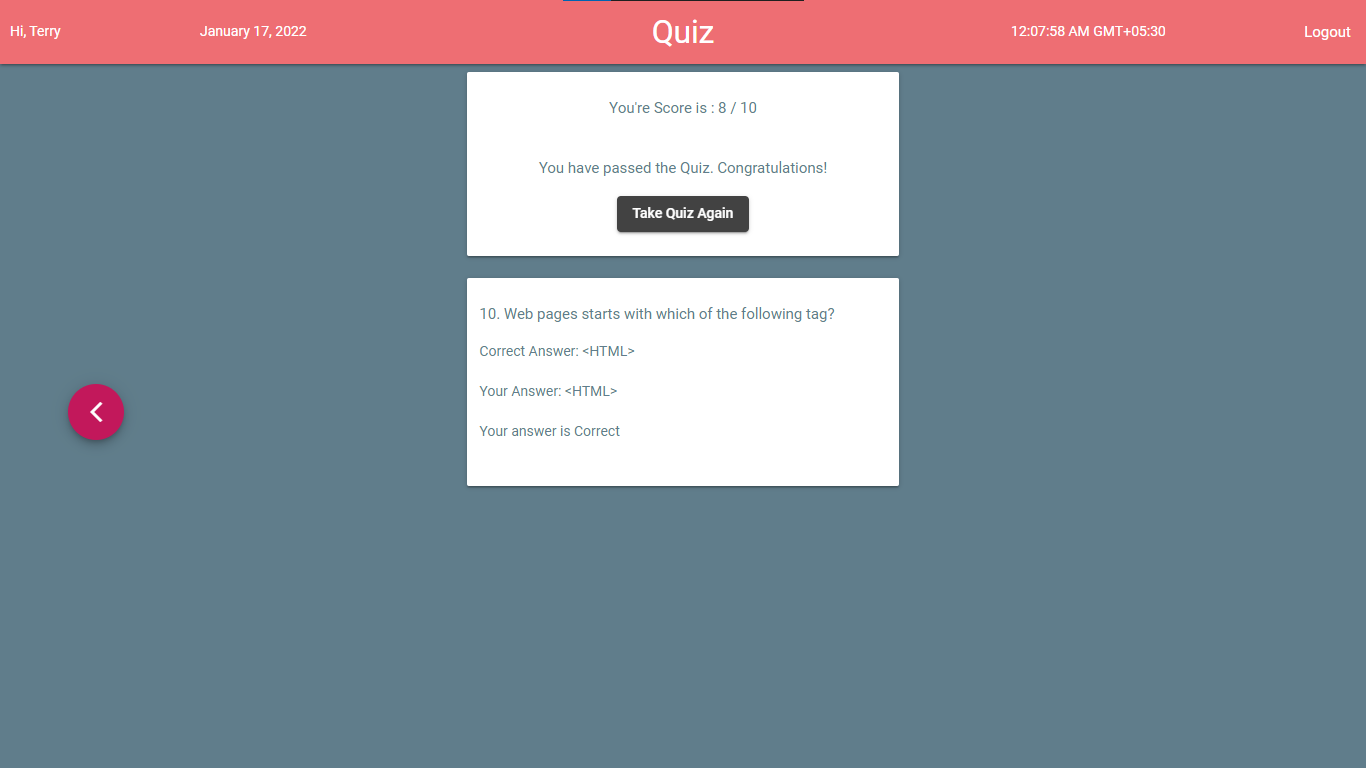 Hi, Terry
January 17, 2022
Quiz
12:07:58 AM GMT+05:30
Logout
You're Score is : 8 / 10
You have passed the Quiz. Congratulations!
Take Quiz Again
10. Web pages starts with which of the following tag?
Correct Answer: <HTML>
Your Answer: <HTML>
Your answer is Correct